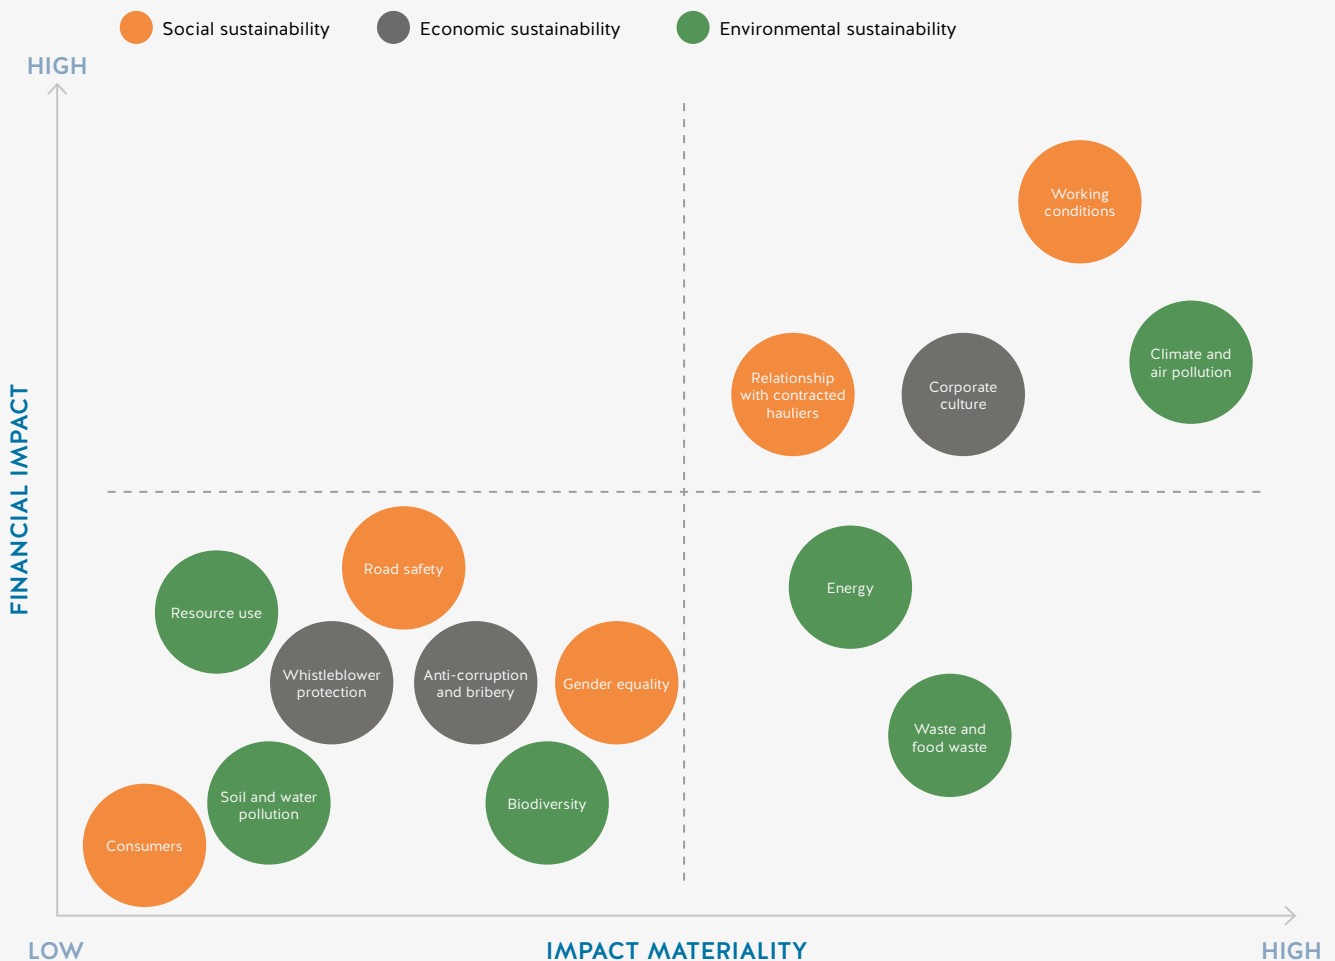 Social sustainability
Economic sustainability
Environmental sustainability
HIGH
FINANCIAL IMPACT
Working
conditions
Climate and
air pollution
Relationship
with contracted
hauliers
Corporate
culture
Road safety
Energy
Resource use
Whistleblower
protection
Anti-corruption
and bribery
Gender equality
Waste and
food waste
Soil and water
pollution
Biodiversity
Consumers
LOW
IMPACT MATERIALITY
HIGH